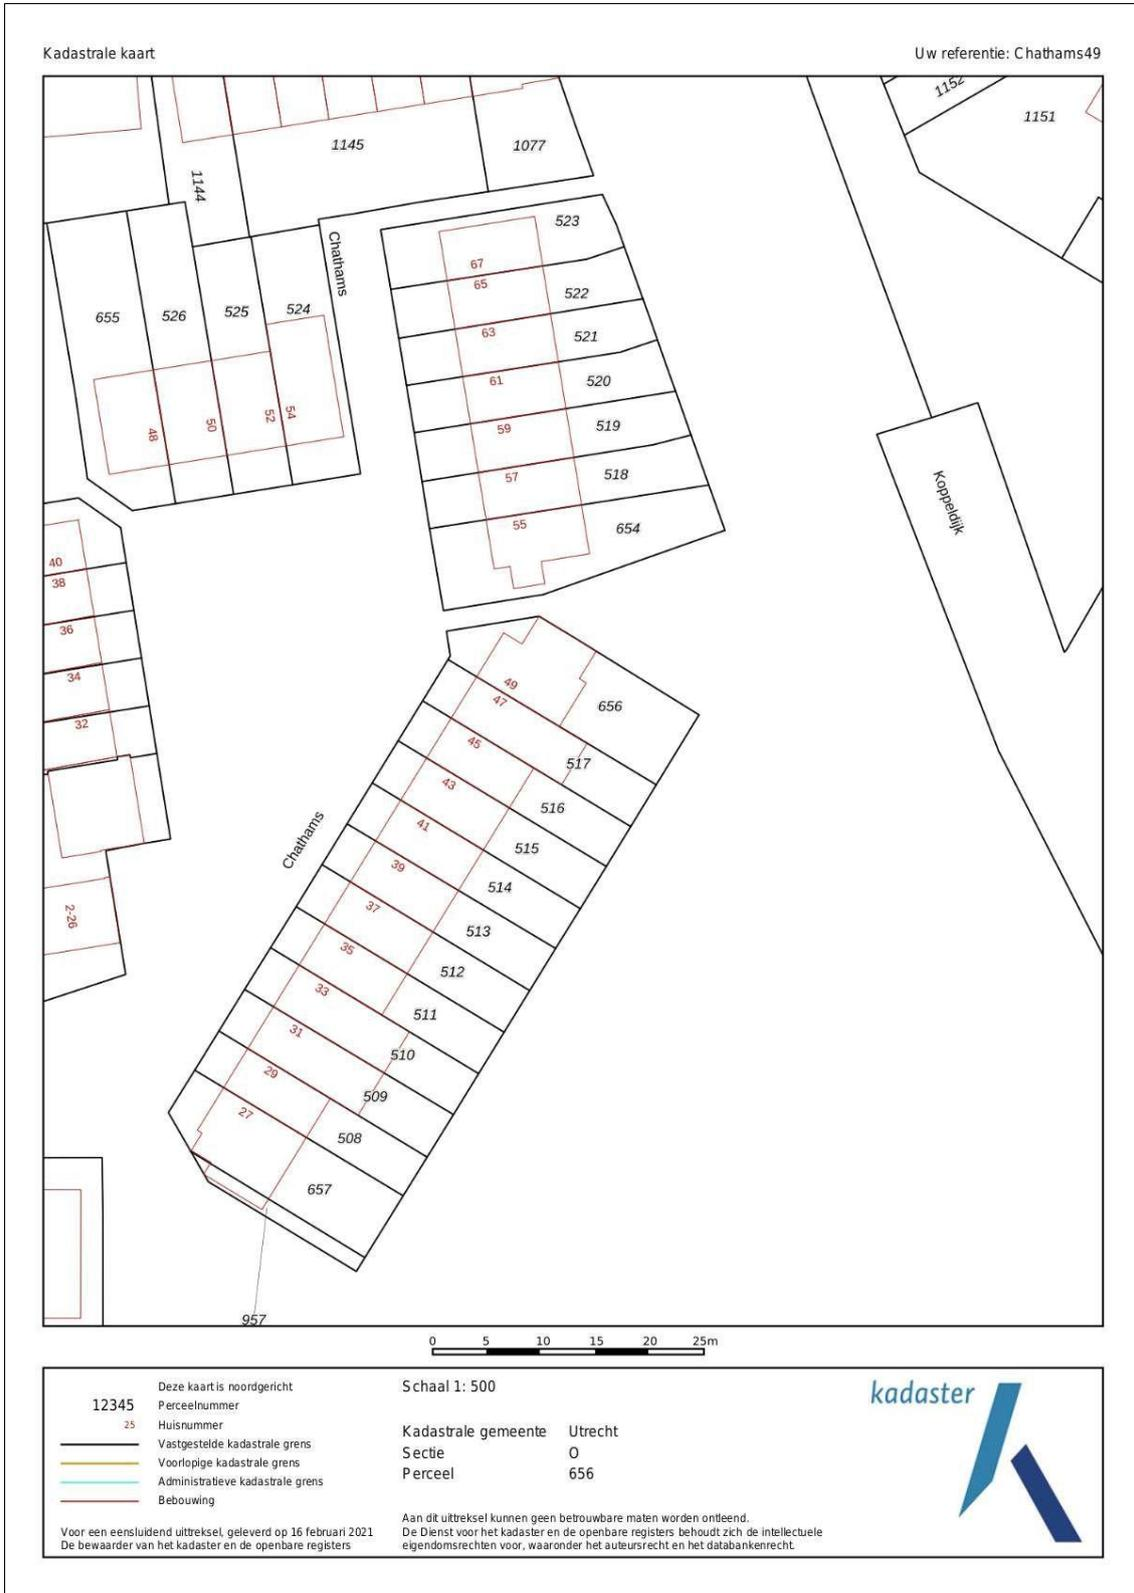 Kadastrale kaart
Uw referentie: Chathams49
1152
1151
1145
1077
1144
523
Chathams
67
65
522
655
526
525
524
63
521
61
520
59
519
48
50
52
54
57
518
55
654
Koppeldijk
40
38
36
34
32
2-26
49
47
656
45
517
43
516
41
515
39
514
37
513
35
512
33
511
31
510
29
509
27
508
657
Chathams
957
0 5 10 15 20 25m
Deze kaart is noordgericht
12345 Perceelnummer
25 Huisnummer
Vastgestelde kadastrale grens
Voorlopige kadastrale grens
Administratieve kadastrale grens
Bebouwing
Voor een eensluidend uittreksel, geleverd op 16 februari 2021
De bewaarder van het kadaster en de openbare registers
Schaal 1: 500
Kadastrale gemeente Utrecht
Sectie O
Perceel 656
Aan dit uittreksel kunnen geen betrouwbare maten worden ontleend.
De Dienst voor het kadaster en de openbare registers behoudt zich de intellectuele
eigendomsrechten voor, waaronder het auteursrecht en het databankenrecht.
kadaster